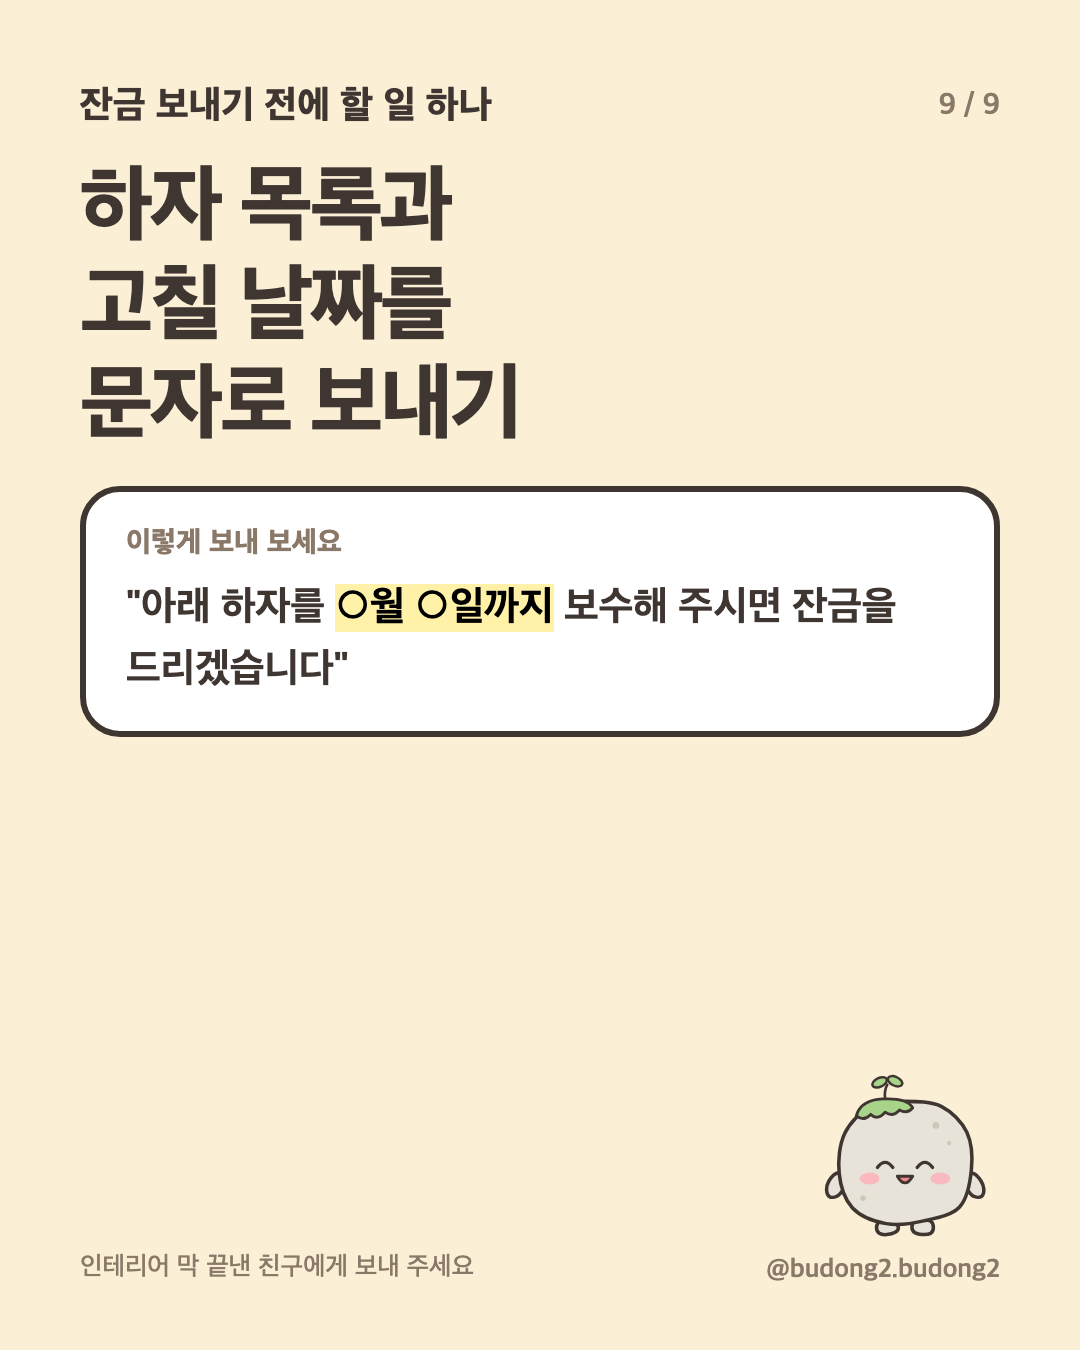 잔금 보내기 전에 할 일 하나
9 / 9
하자 목록과
고칠 날짜를
문자로 보내기
이렇게 보내 보세요
"아래 하자를 ○월 ○일까지 보수해 주시면 잔금을
드리겠습니다"
인테리어 막 끝낸 친구에게 보내 주세요
@budong2.budong2